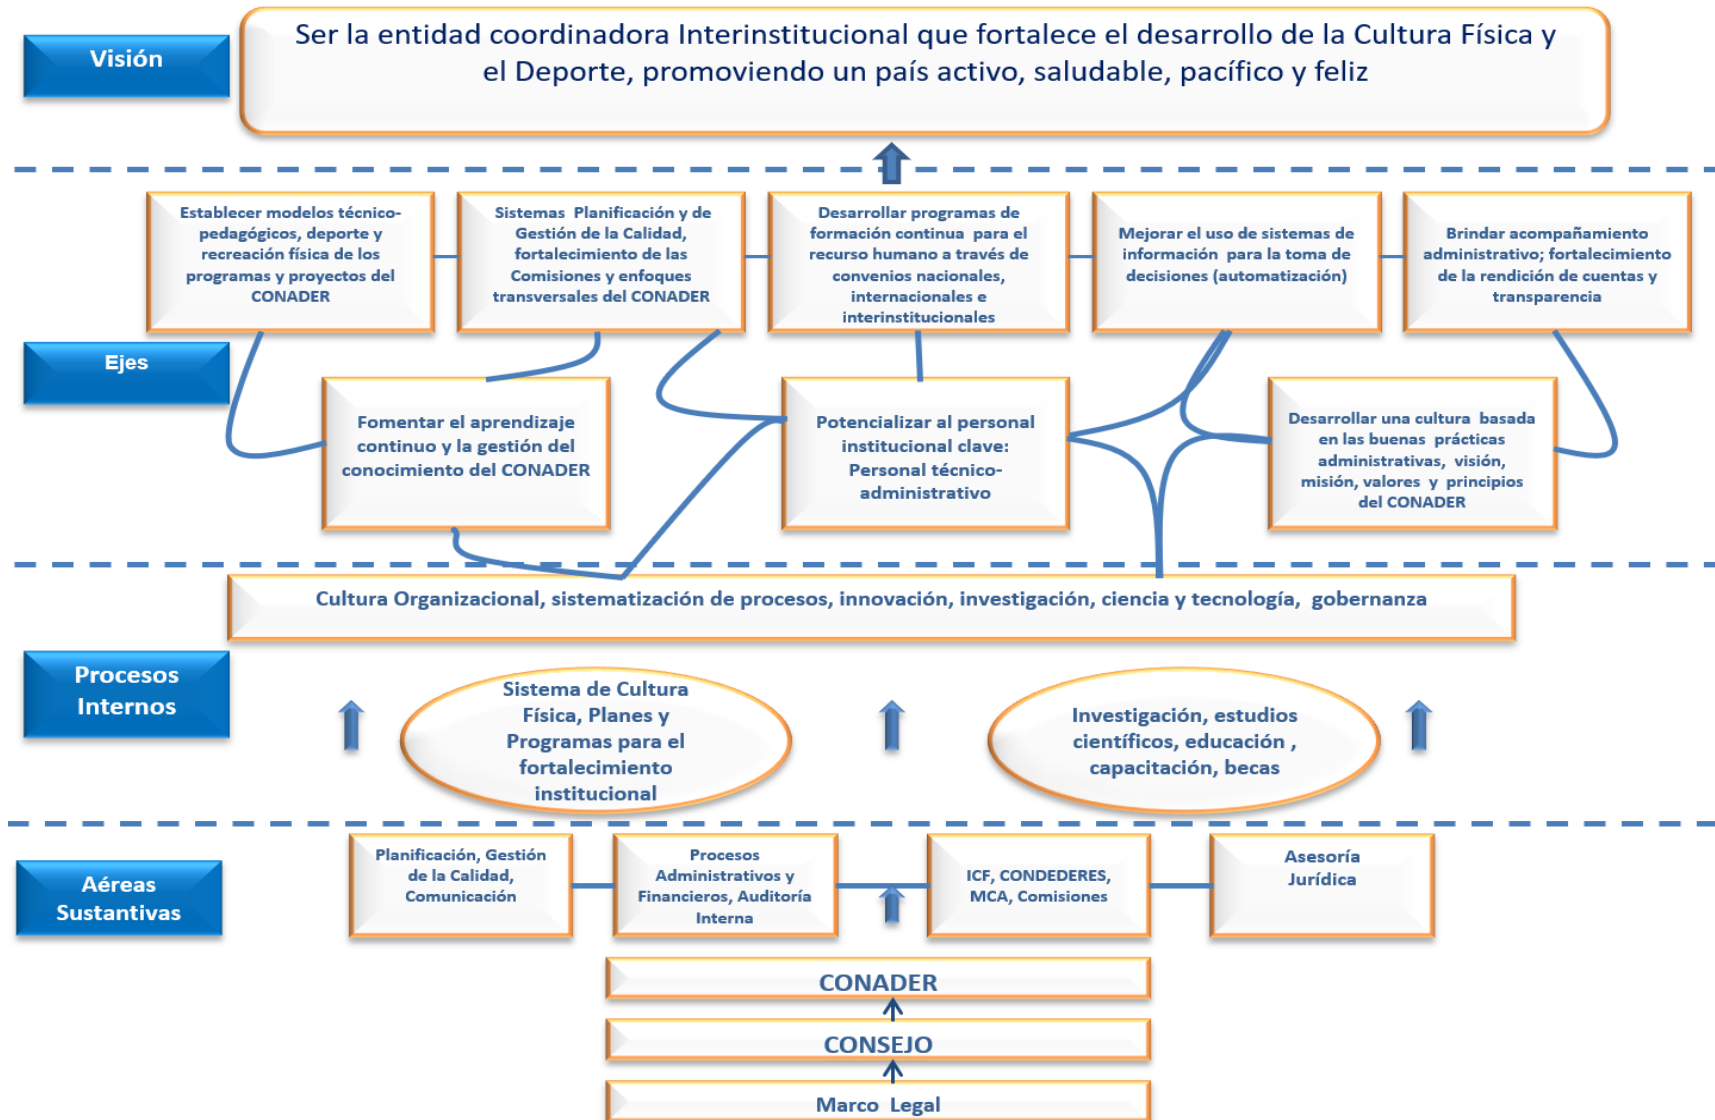 Visión
Ser la entidad coordinadora Interinstitucional que fortalece el desarrollo de la Cultura Física y
el Deporte, promoviendo un país activo, saludable, pacífico y feliz
Establecer modelos técnico-
pedagógicos, deporte y
recreación física de los
programas y proyectos del
CONADER
Sistemas Planificación y de
Gestión de la Calidad,
fortalecimiento de las
Comisiones y enfoques
transversales del CONADER
Desarrollar programas de
formación continua para el
recurso humano a través de
convenios nacionales,
internacionales e
interinstitucionales
Mejorar el uso de sistemas de
información para la toma de
decisiones (automatización)
Brindar acompañamiento
administrativo; fortalecimiento
de la rendición de cuentas y
transparencia
Ejes
Fomentar el aprendizaje
continuo y la gestión del
conocimiento del CONADER
Potencializar al personal
institucional clave:
Personal técnico-
administrativo
Desarrollar una cultura basada
en las buenas prácticas
administrativas, visión,
misión, valores y principios
del CONADER
Cultura Organizacional, sistematización de procesos, innovación, investigación, ciencia y tecnología, gobernanza
Procesos
Internos
Sistema de Cultura
Física, Planes y
Programas para el
fortalecimiento
institucional
Investigación, estudios
científicos, educación ,
capacitación, becas
Aéreas
Sustantivas
Planificación, Gestión
de la Calidad,
Comunicación
Procesos
Administrativos y
Financieros, Auditoría
Interna
ICF, CONDEDERES,
MCA, Comisiones
Asesoría
Jurídica
CONADER
CONSEJO
Marco Legal